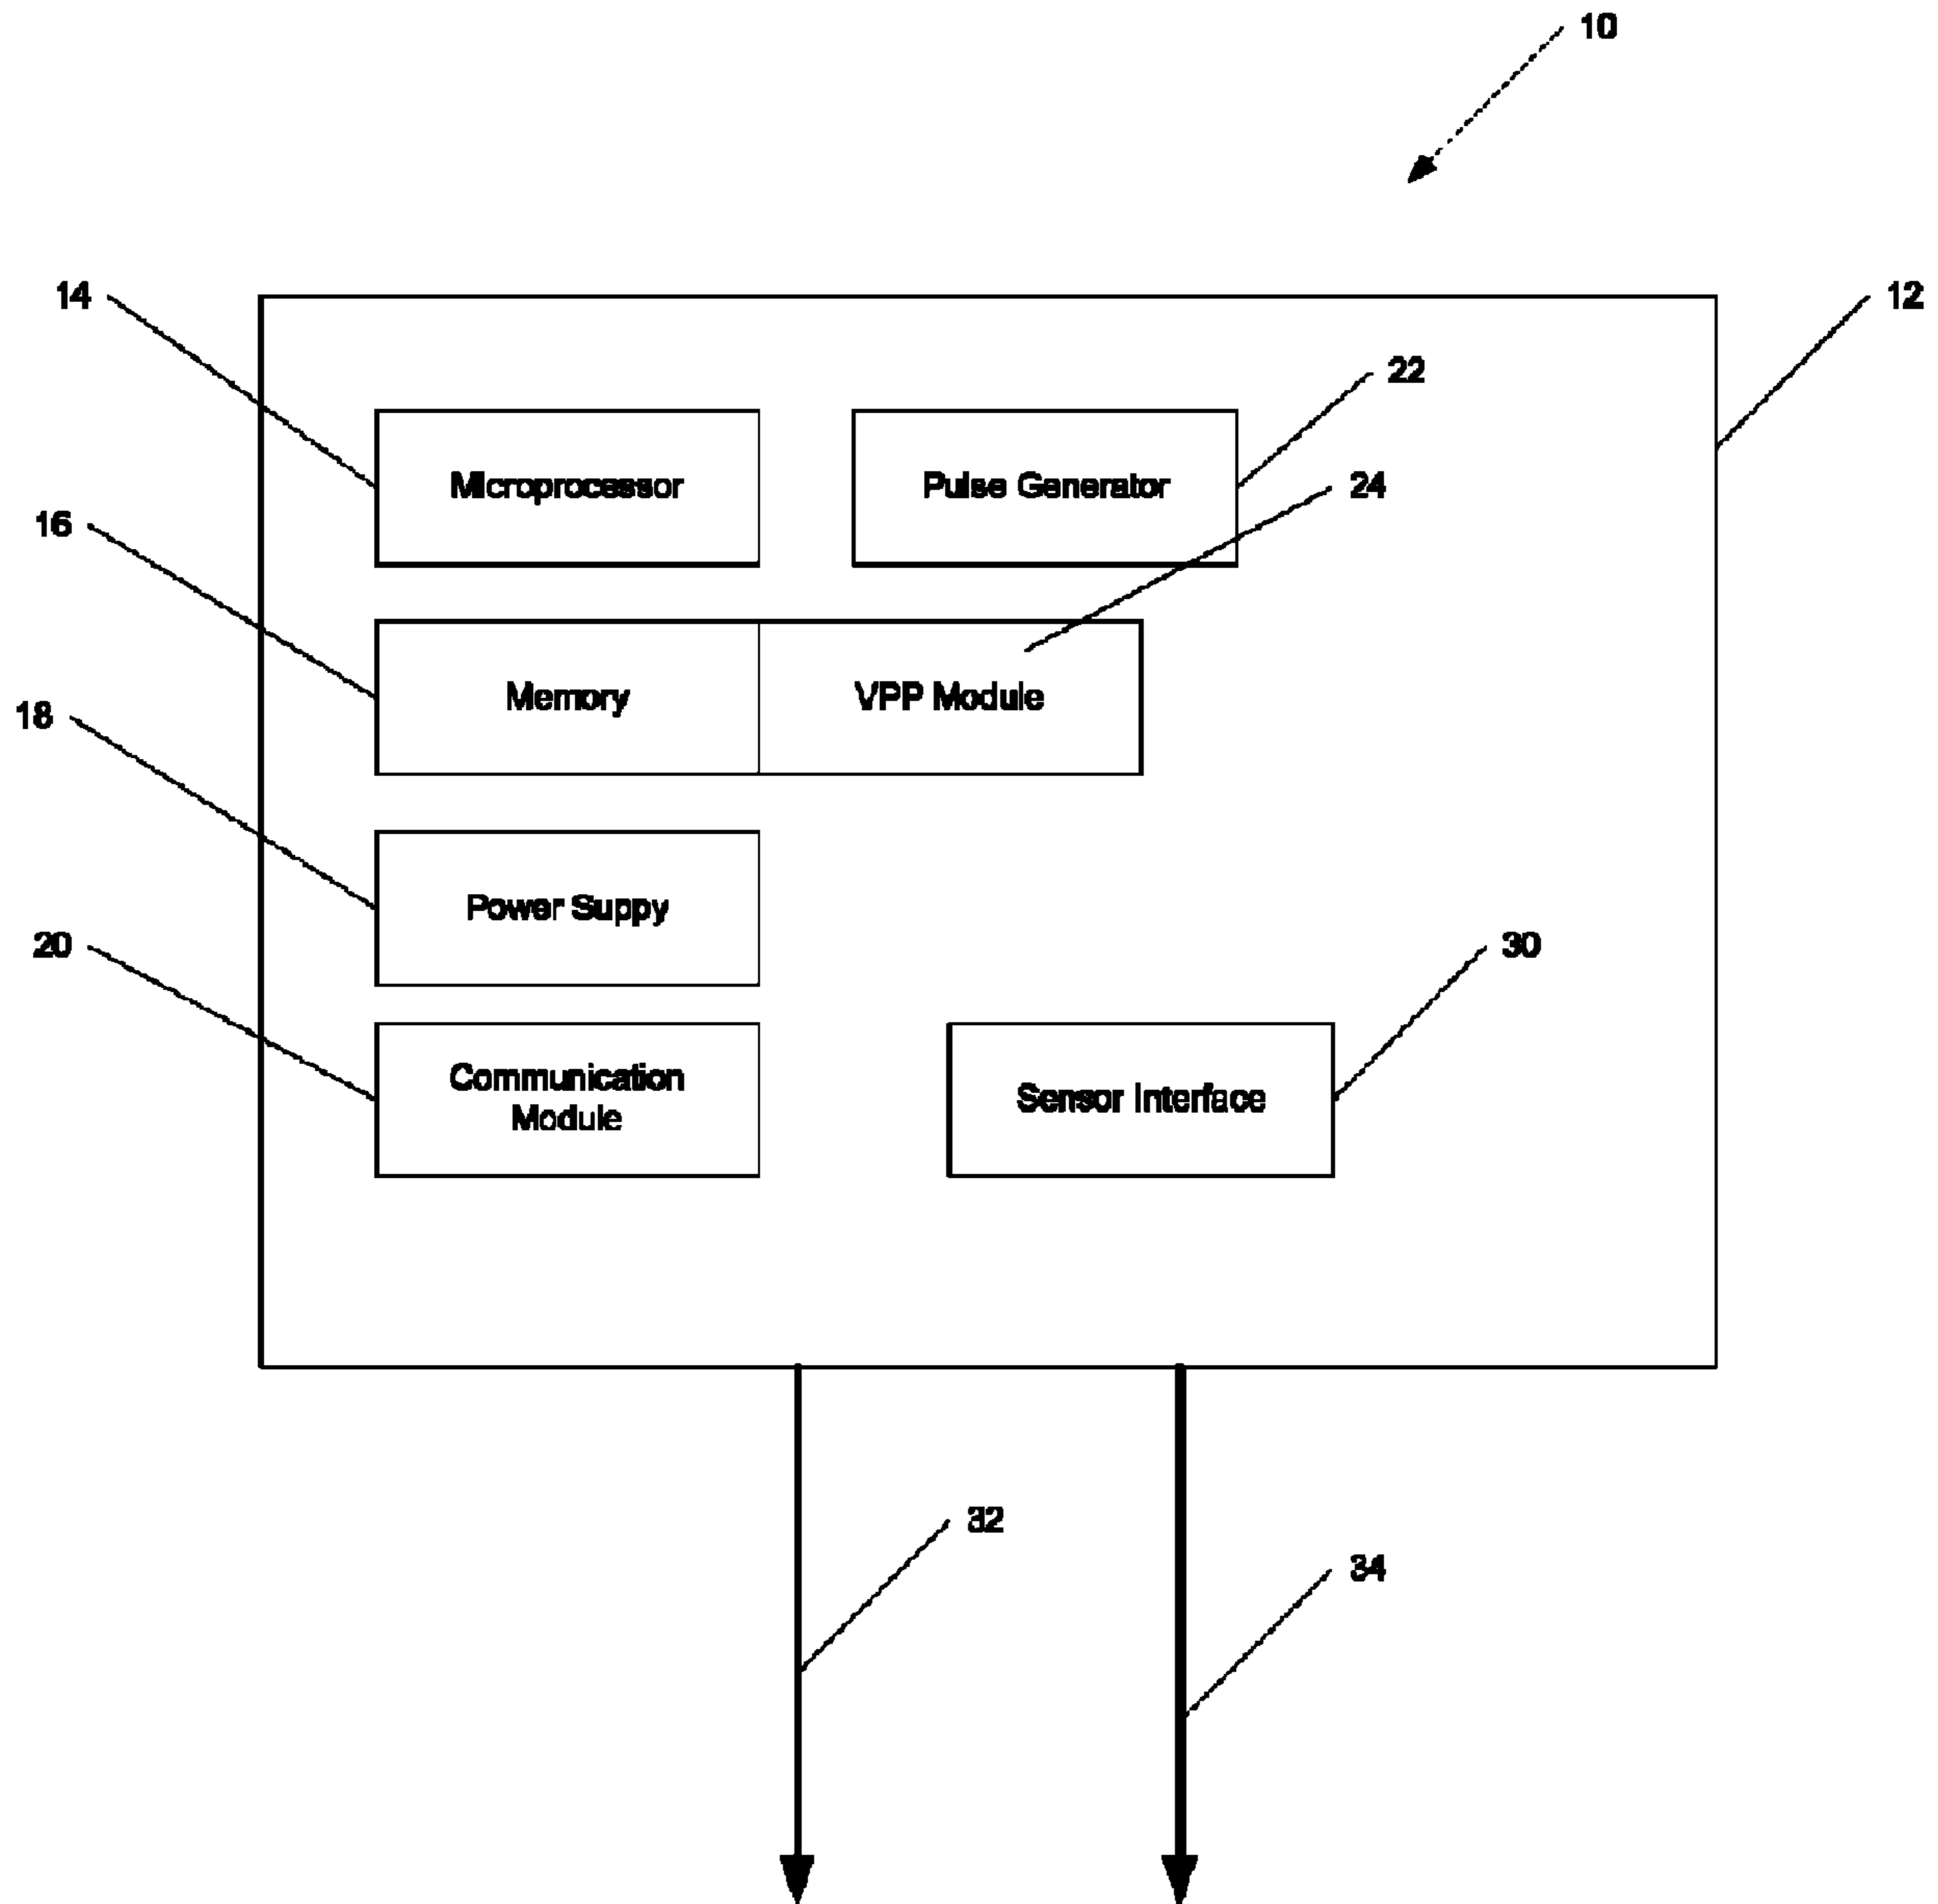 10
14
12
22
Microprocessor
Pulse Generator
24
16
Memory
VPP Module
18
Power Suppy
20
30
Communication
Module
Sensor Interface
32
34